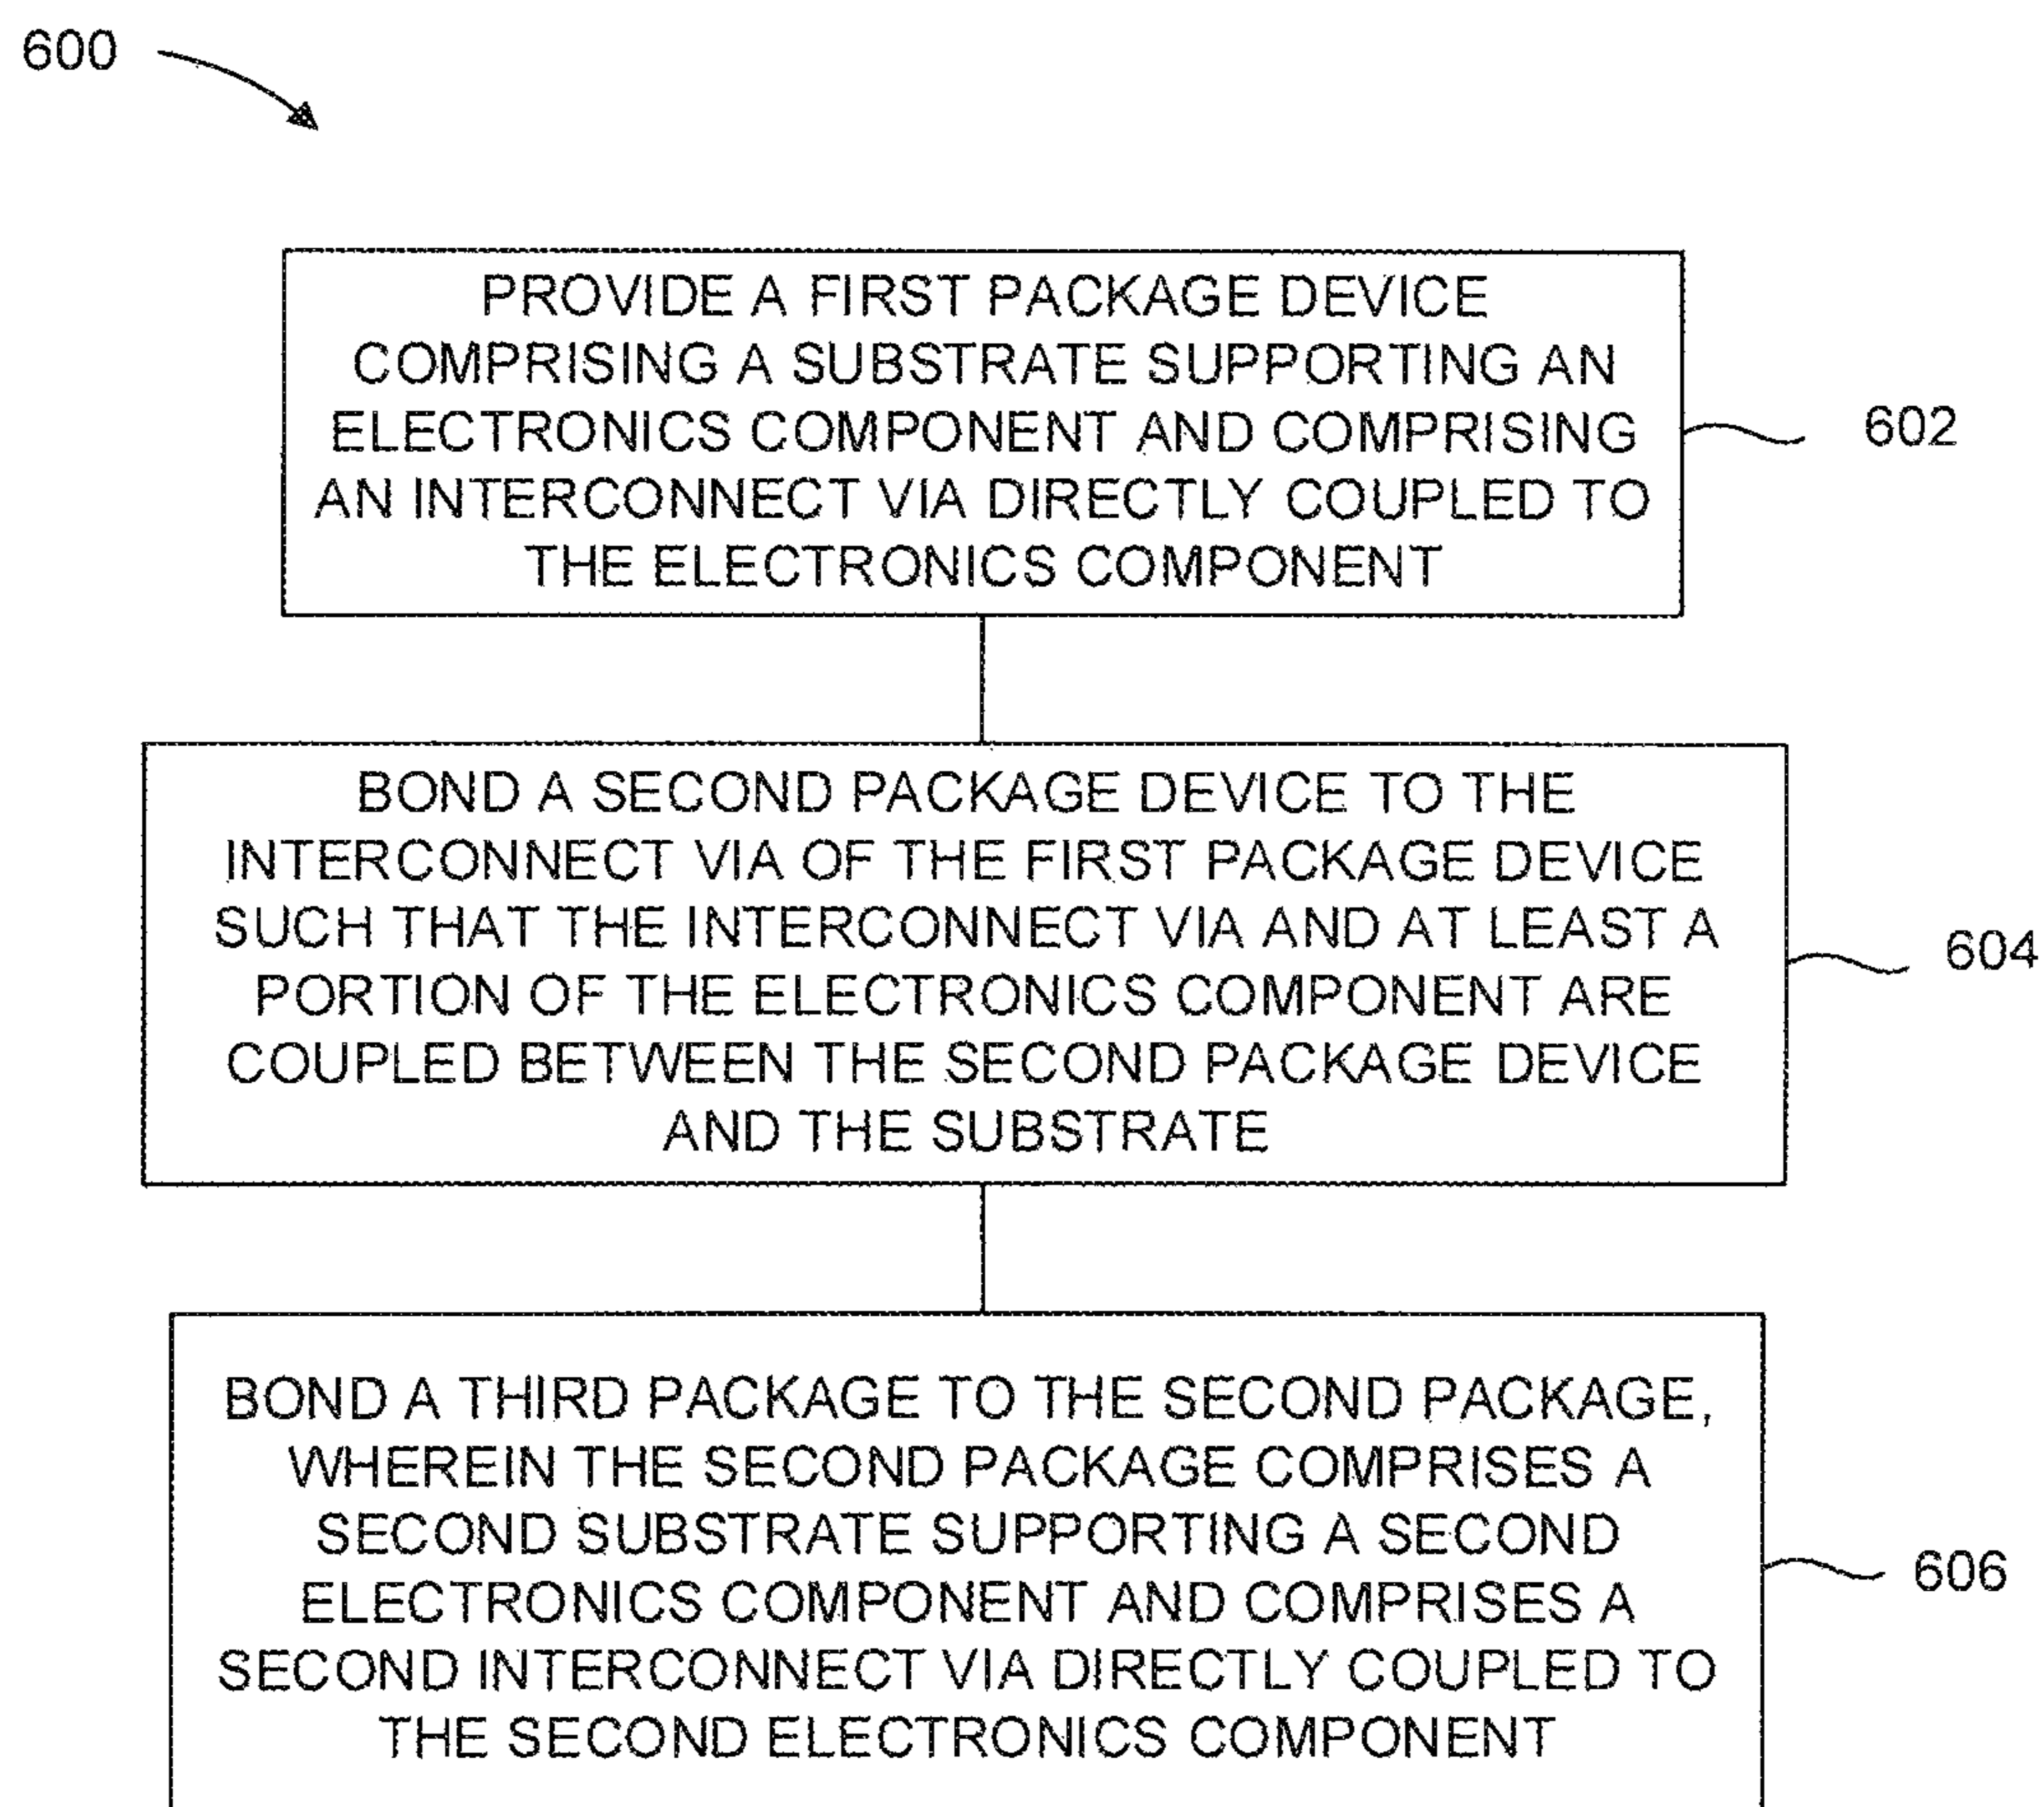 600
PROVIDE A FIRST PACKAGE DEVICE
COMPRISING A SUBSTRATE SUPPORTING AN
ELECTRONICS COMPONENT AND COMPRISING
AN INTERCONNECT VIA DIRECTLY COUPLED TO
THE ELECTRONICS COMPONENT
602
BOND A SECOND PACKAGE DEVICE TO THE
INTERCONNECT VIA OF THE FIRST PACKAGE DEVICE
SUCH THAT THE INTERCONNECT VIA AND AT LEAST A
PORTION OF THE ELECTRONICS COMPONENT ARE
COUPLED BETWEEN THE SECOND PACKAGE DEVICE
AND THE SUBSTRATE
604
BOND A THIRD PACKAGE TO THE SECOND PACKAGE,
WHEREIN THE SECOND PACKAGE COMPRISES A
SECOND SUBSTRATE SUPPORTING A SECOND
ELECTRONICS COMPONENT AND COMPRISES A
SECOND INTERCONNECT VIA DIRECTLY COUPLED TO
THE SECOND ELECTRONICS COMPONENT
606